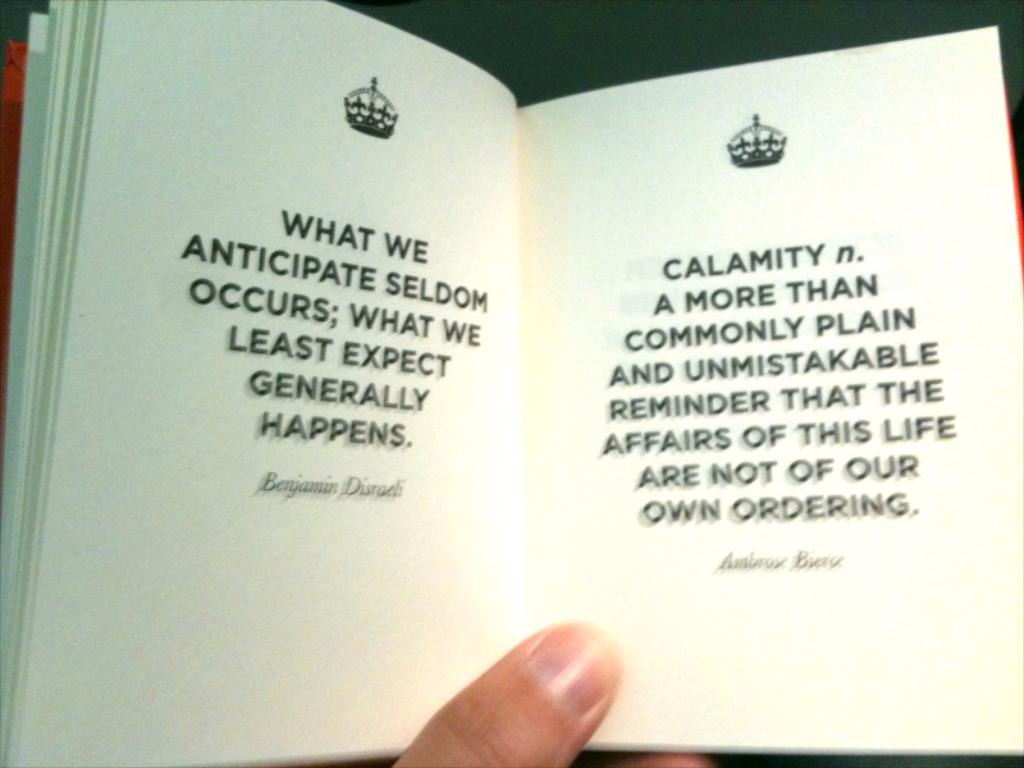 WHAT WE
ANTICIPATE SELDOM
OCCURS; WHAT WE
LEAST EXPECT
GENERALLY
HAPPENS.
Benjamin Disraeli
CALAMITY n.
A MORE THAN
COMMONLY PLAIN
AND UNMISTAKABLE
REMINDER THAT THE
AFFAIRS OF THIS LIFE
ARE NOT OF OUR
OWN ORDERING.
Ambrose Bierce